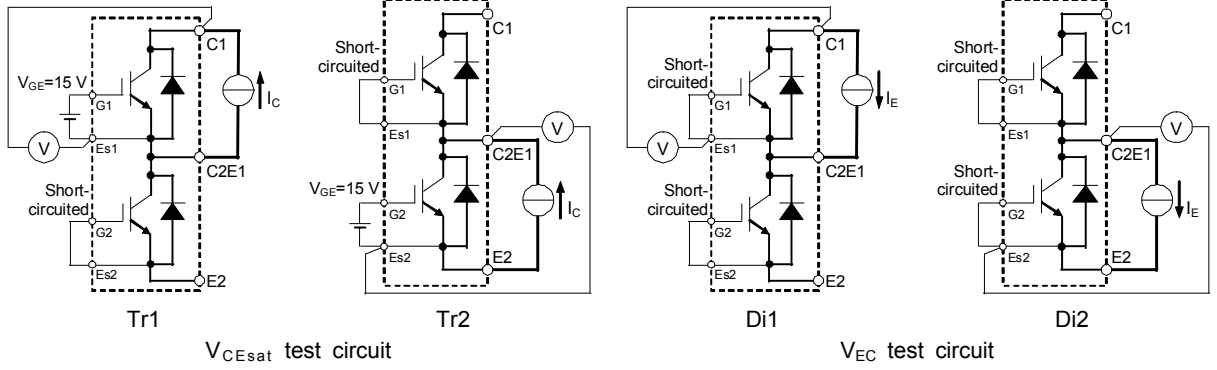 C1
V_GE=15 V
G1
I_C
V
Es1
C2E1
Short-
circuited
G2
Es2
E2
Tr1
C1
Short-
circuited
G1
Es1
V
C2E1
V_GE=15 V
G2
I_C
Es2
E2
Tr2
V_CEsat test circuit
C1
Short-
circuited
G1
I_E
V
Es1
C2E1
Short-
circuited
G2
Es2
E2
Di1
C1
Short-
circuited
G1
Es1
V
C2E1
Short-
circuited
G2
I_E
Es2
E2
Di2
V_EC test circuit